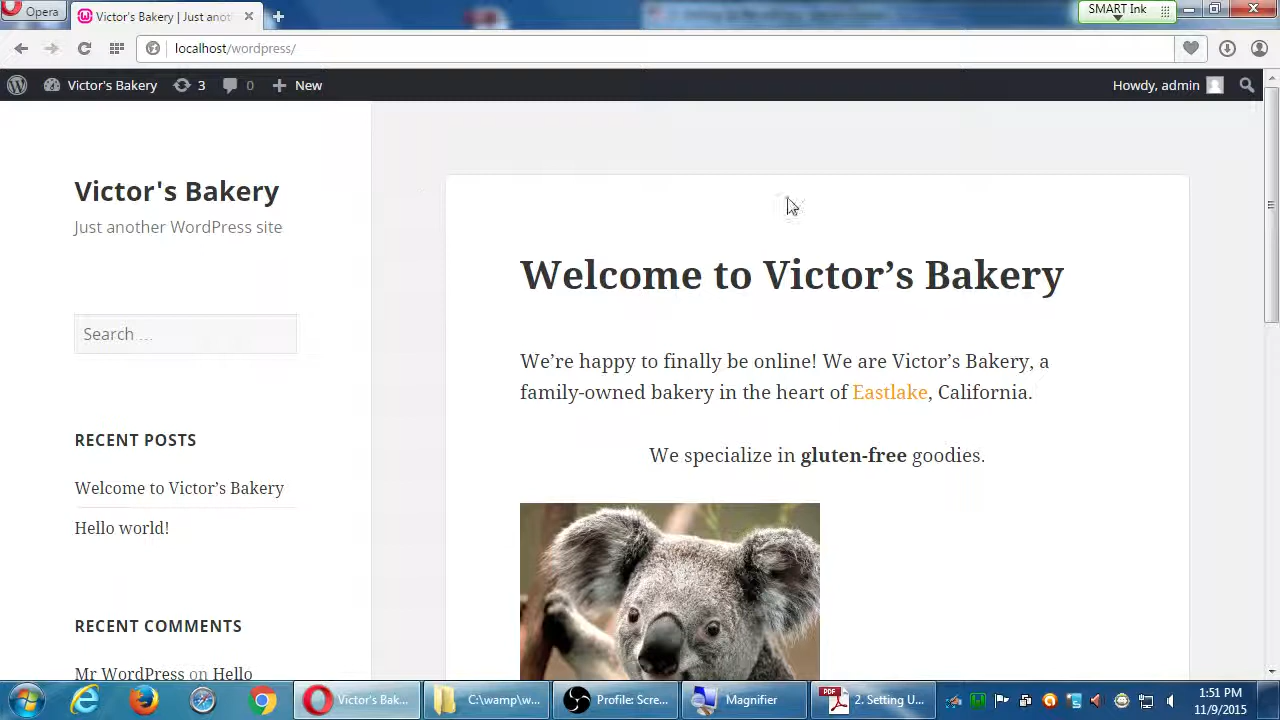 Opera
Victor's Bakery | Just anot
SMART Ink
localhost/wordpress/
Victor's Bakery
3
0
New
Howdy, admin
Victor's Bakery
Just another WordPress site
Search …
RECENT POSTS
Welcome to Victor’s Bakery
Hello world!
RECENT COMMENTS
Mr WordPress on Hello
Welcome to Victor’s Bakery
We’re happy to finally be online! We are Victor’s Bakery, a
family-owned bakery in the heart of Eastlake, California.
We specialize in gluten-free goodies.
Victor's Bak...
C:\wamp\w...
Profile: Scre...
Magnifier
PDF
2. Setting U...
1:51 PM
11/9/2015